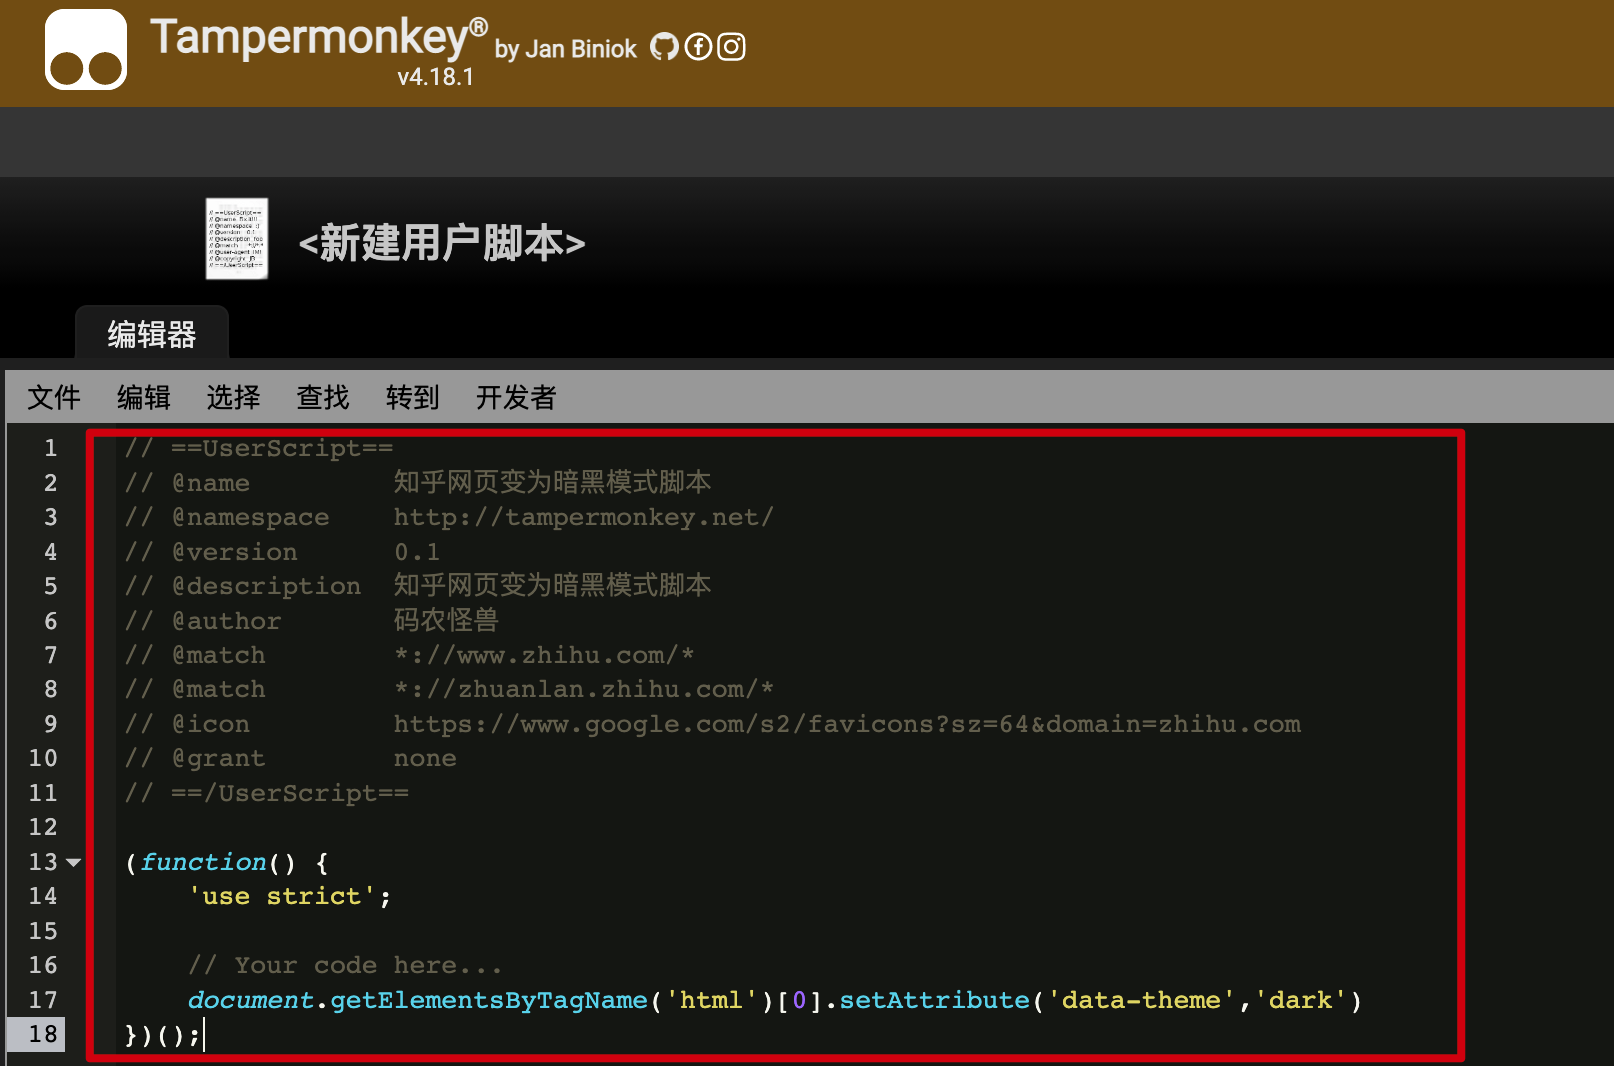 Tampermonkey® by Jan Biniok
v4.18.1
<新建用户脚本>
编辑器
文件 编辑 选择 查找 转到 开发者
1 // ==UserScript==
2 // @name 知乎网页变为暗黑模式脚本
3 // @namespace http://tampermonkey.net/
4 // @version 0.1
5 // @description 知乎网页变为暗黑模式脚本
6 // @author 码农怪兽
7 // @match *://www.zhihu.com/*
8 // @match *://zhuanlan.zhihu.com/*
9 // @icon https://www.google.com/s2/favicons?sz=64&domain=zhihu.com
10 // @grant none
11 // ==/UserScript==
12
13 (function() {
14 'use strict';
15
16 // Your code here...
17 document.getElementsByTagName('html')[0].setAttribute('data-theme','dark')
18 })();